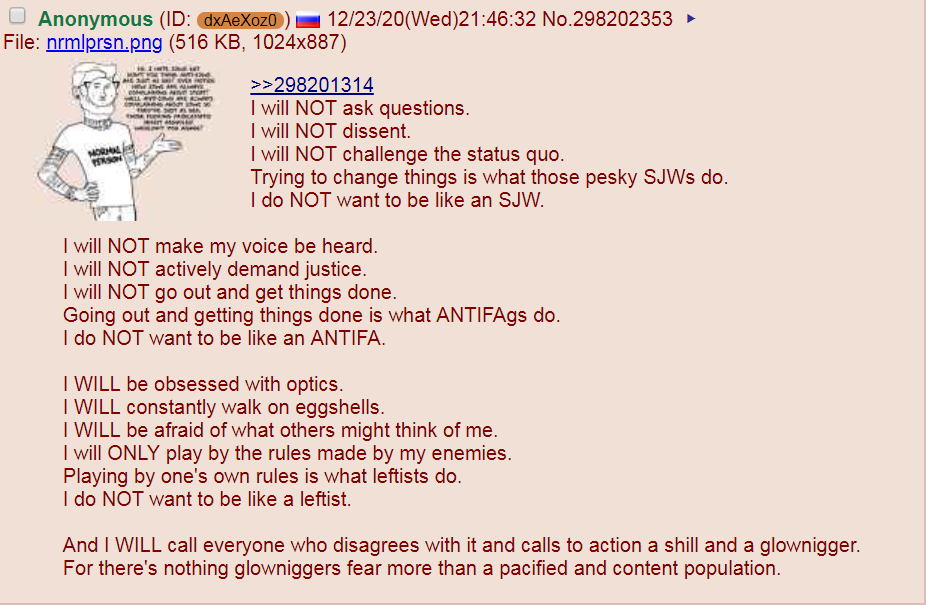 Anonymous (ID: dxAeXoz0) 12/23/20(Wed)21:46:32 No.298202353
File: nrmlprsn.png (516 KB, 1024x887)
NORMAL
PERSON
>>298201314
I will NOT ask questions.
I will NOT dissent.
I will NOT challenge the status quo.
Trying to change things is what those pesky SJWs do.
I do NOT want to be like an SJW.
I will NOT make my voice be heard.
I will NOT actively demand justice.
I will NOT go out and get things done.
Going out and getting things done is what ANTIFAgs do.
I do NOT want to be like an ANTIFA.
I WILL be obsessed with optics.
I WILL constantly walk on eggshells.
I WILL be afraid of what others might think of me.
I will ONLY play by the rules made by my enemies.
Playing by one's own rules is what leftists do.
I do NOT want to be like a leftist.
And I WILL call everyone who disagrees with it and calls to action a shill and a glownigger.
For there's nothing glowniggers fear more than a pacified and content population.